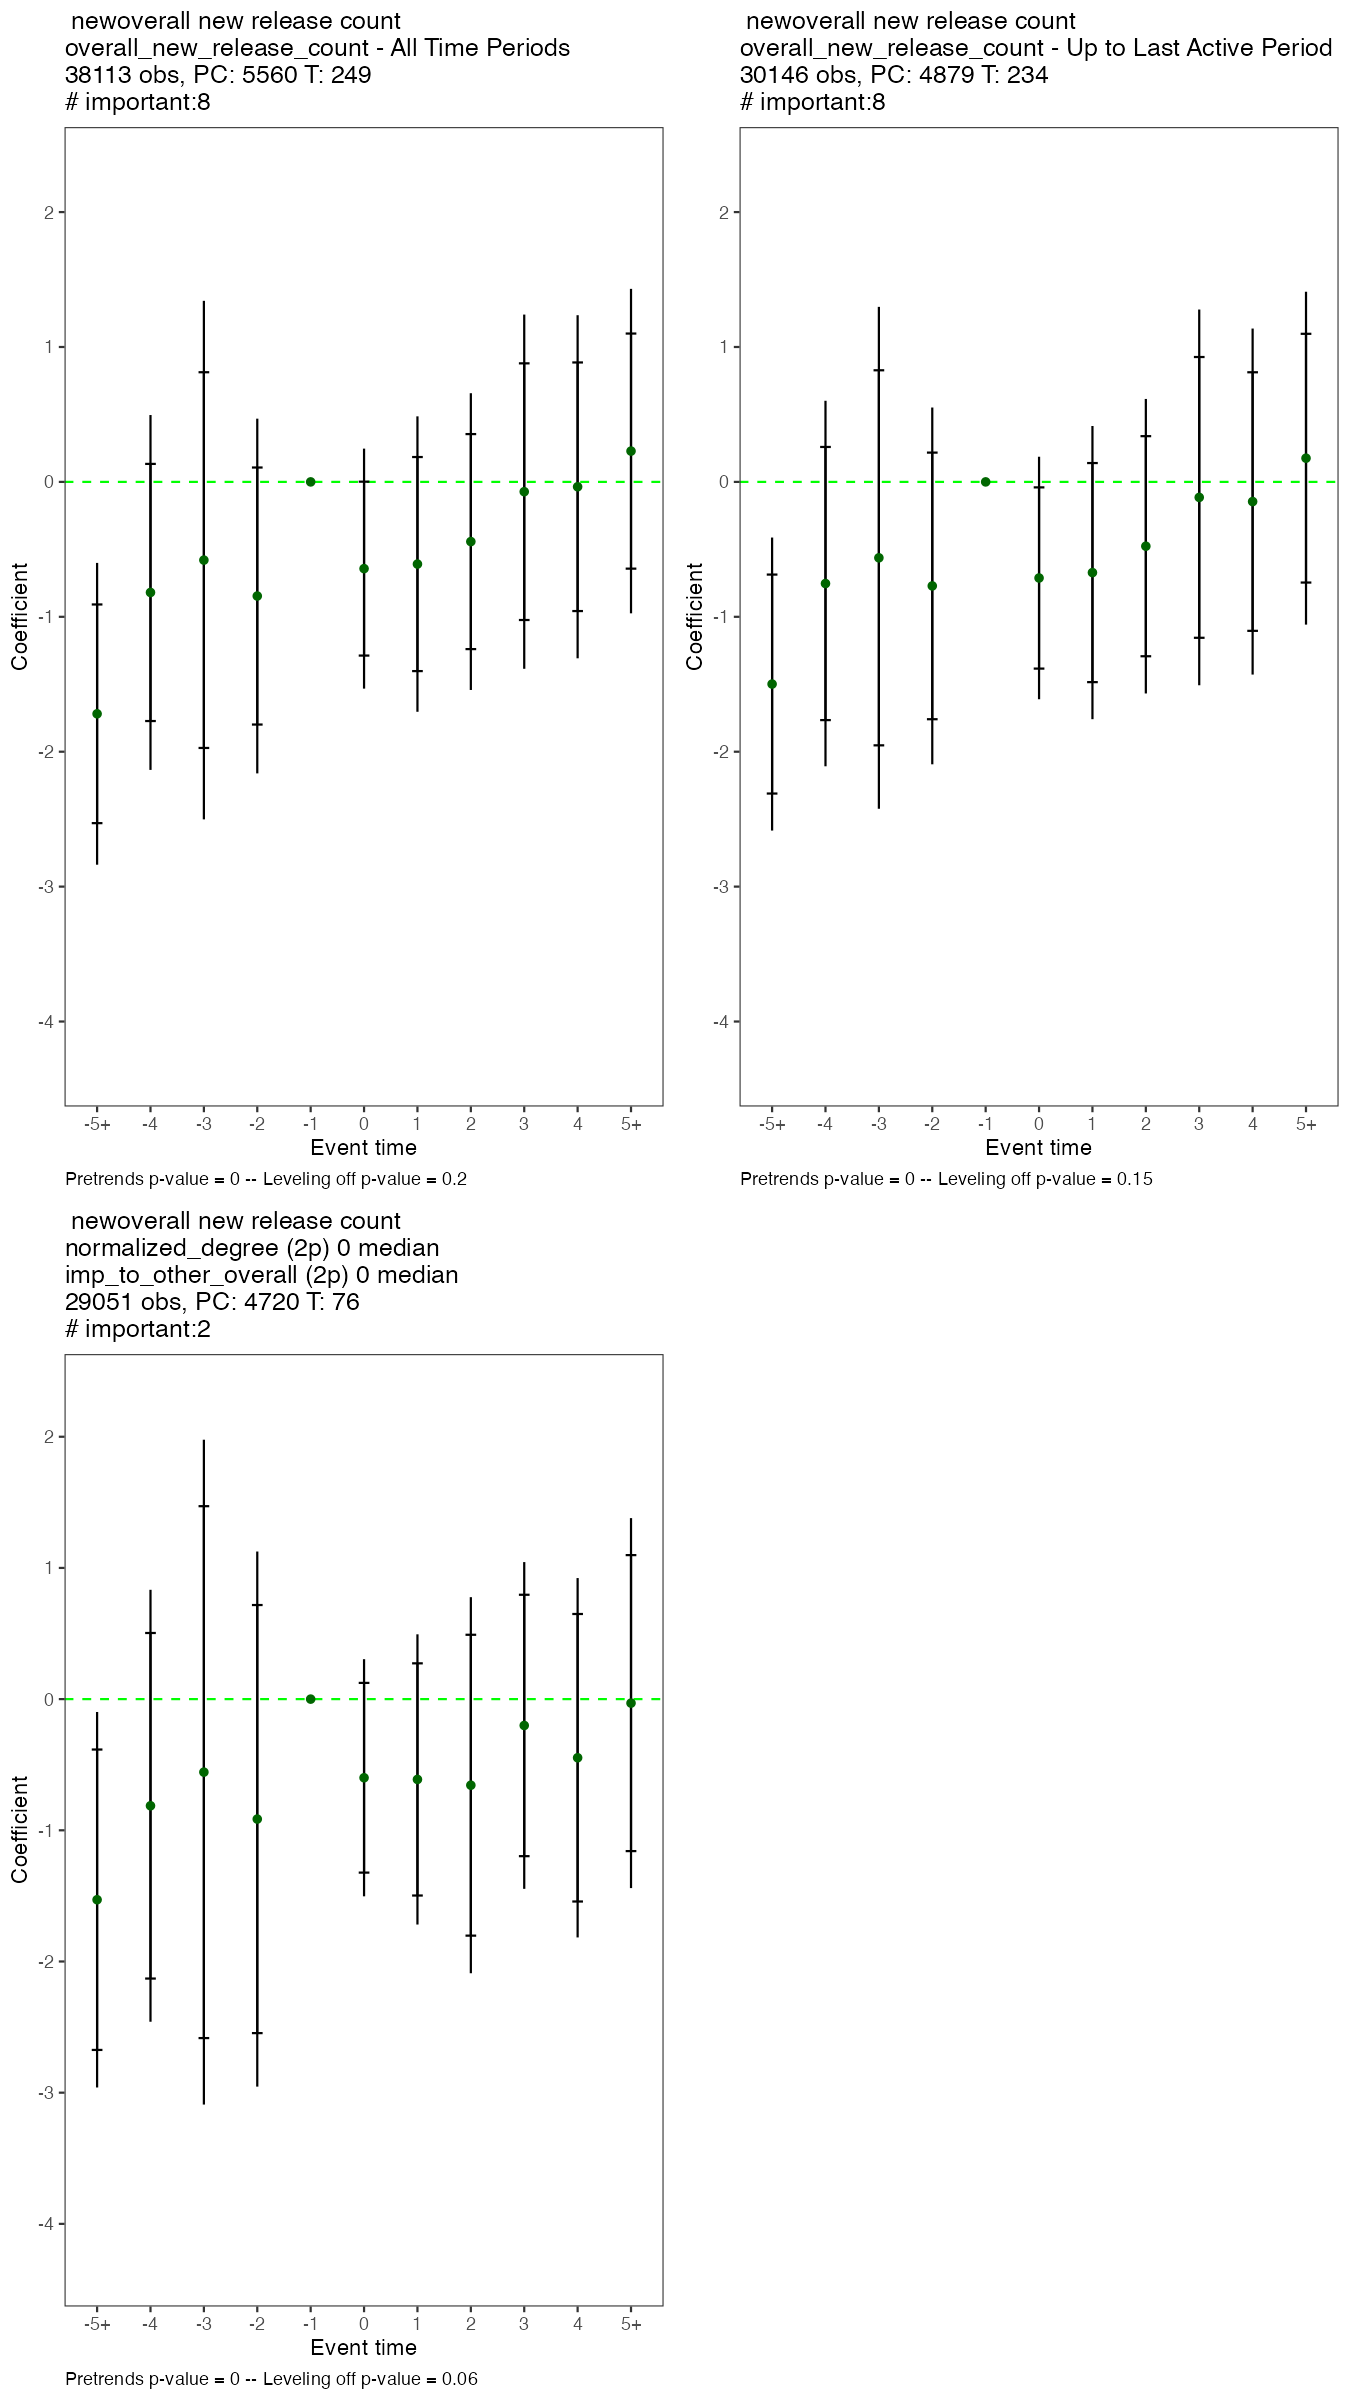 newoverall new release count
overall_new_release_count - All Time Periods
38113 obs, PC: 5560 T: 249
# important:8
2
1
0
-1
-2
-3
-4
Coefficient
-5+ -4 -3 -2 -1 0 1 2 3 4 5+
Event time
Pretrends p-value = 0 -- Leveling off p-value = 0.2
newoverall new release count
overall_new_release_count - Up to Last Active Period
30146 obs, PC: 4879 T: 234
# important:8
2
1
0
-1
-2
-3
-4
Coefficient
-5+ -4 -3 -2 -1 0 1 2 3 4 5+
Event time
Pretrends p-value = 0 -- Leveling off p-value = 0.15
newoverall new release count
normalized_degree (2p) 0 median
imp_to_other_overall (2p) 0 median
29051 obs, PC: 4720 T: 76
# important:2
2
1
0
-1
-2
-3
-4
Coefficient
-5+ -4 -3 -2 -1 0 1 2 3 4 5+
Event time
Pretrends p-value = 0 -- Leveling off p-value = 0.06